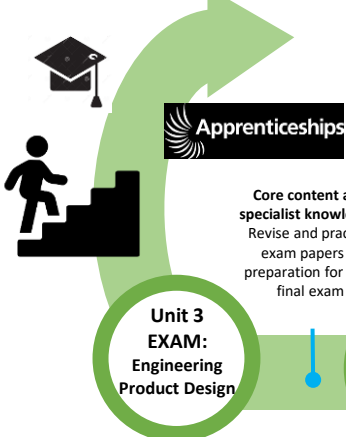 Apprenticeships
Core content a
specialist knowle
Revise and prac
exam papers
preparation for
final exam
Unit 3
EXAM:
Engineering
Product Design